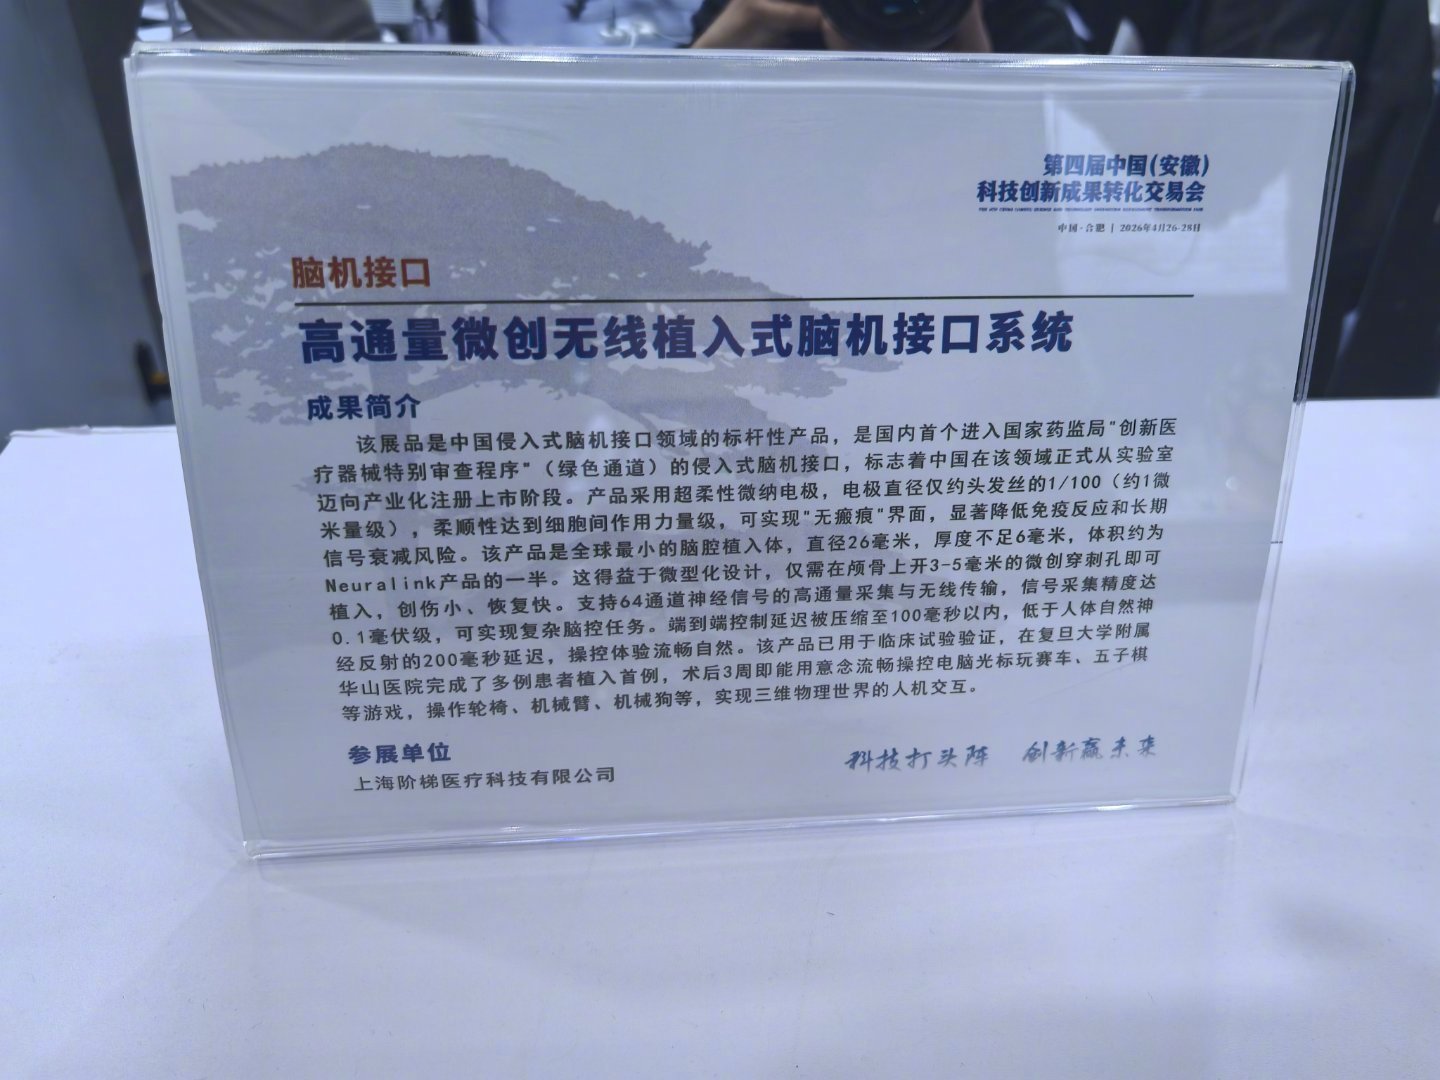 第四届中国(安徽)
科技创新成果转化交易会
中国·合肥 | 2026年4月26-28日
脑机接口
高通量微创无线植入式脑机接口系统
成果简介
该展品是中国侵入式脑机接口领域的标杆性产品，是国内首个进入国家药监局"创新医
疗器械特别审查程序"（绿色通道）的侵入式脑机接口，标志着中国在该领域正式从实验室
迈向产业化注册上市阶段。产品采用超柔性微纳电极，电极直径仅约头发丝的1/100（约1微
米量级），柔顺性达到细胞间作用力量级，可实现"无瘢痕"界面，显著降低免疫反应和长期
信号衰减风险。该产品是全球最小的脑腔植入体，直径26毫米，厚度不足6毫米，体积约为
Neuralink产品的一半。这得益于微型化设计，仅需在颅骨上开3-5毫米的微创穿刺孔即可
植入，创伤小、恢复快。支持64通道神经信号的高通量采集与无线传输，信号采集精度达
0.1毫伏级，可实现复杂脑控任务。端到端控制延迟被压缩至100毫秒以内，低于人体自然神
经反射的200毫秒延迟，操控体验流畅自然。该产品已用于临床试验验证，在复旦大学附属
华山医院完成了多例患者植入首例，术后3周即能用意念流畅操控电脑光标玩赛车、五子棋
等游戏，操作轮椅、机械臂、机械狗等，实现三维物理世界的人机交互。
参展单位
上海阶梯医疗科技有限公司
科技打头阵 创新赢未来